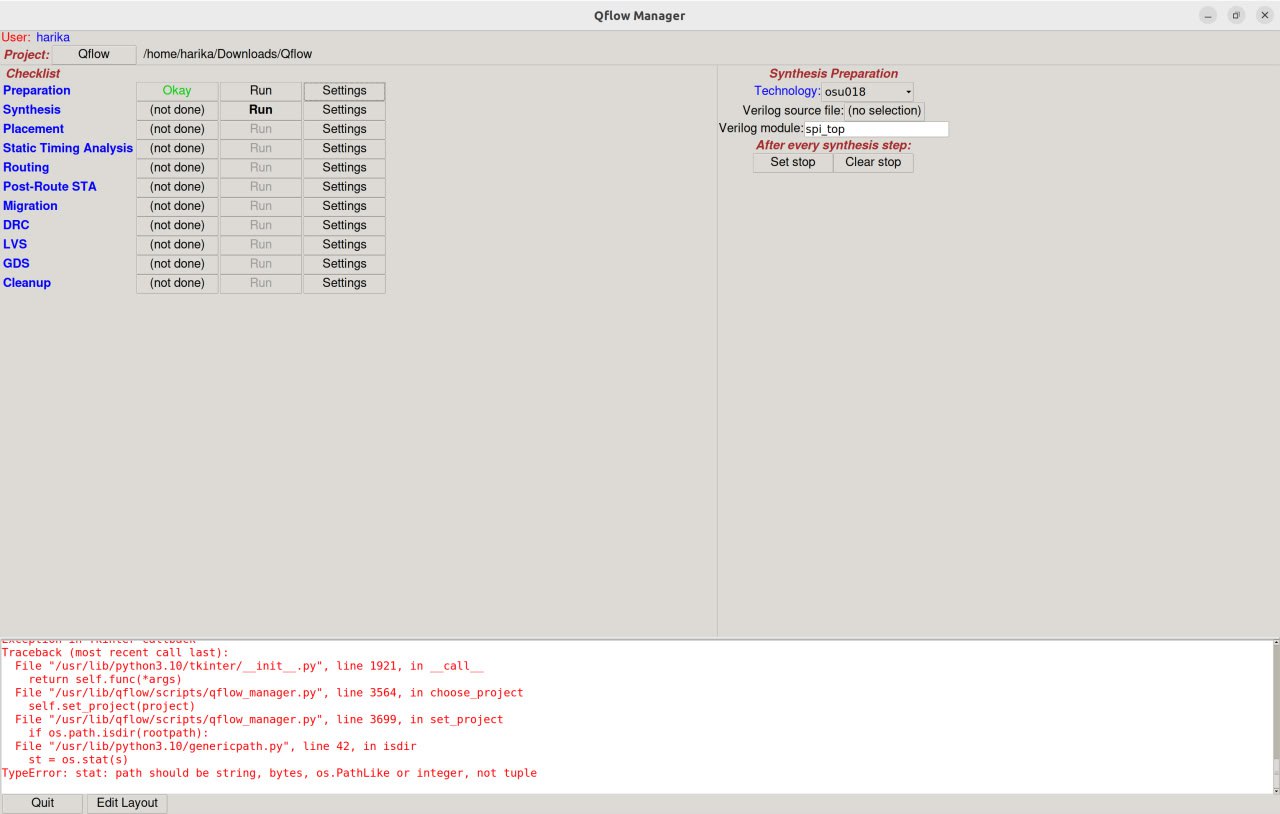 Qflow Manager
User: harika
Project: Qflow /home/harika/Downloads/Qflow
Checklist
Preparation Okay Run Settings
Synthesis (not done) Run Settings
Placement (not done) Run Settings
Static Timing Analysis (not done) Run Settings
Routing (not done) Run Settings
Post-Route STA (not done) Run Settings
Migration (not done) Run Settings
DRC (not done) Run Settings
LVS (not done) Run Settings
GDS (not done) Run Settings
Cleanup (not done) Run Settings
Synthesis Preparation
Technology: osu018
Verilog source file: (no selection)
Verilog module: spi_top
After every synthesis step:
Set stop Clear stop
Exception in Tkinter callback
Traceback (most recent call last):
File "/usr/lib/python3.10/tkinter/__init__.py", line 1921, in __call__
return self.func(*args)
File "/usr/lib/qflow/scripts/qflow_manager.py", line 3564, in choose_project
self.set_project(project)
File "/usr/lib/qflow/scripts/qflow_manager.py", line 3699, in set_project
if os.path.isdir(rootpath):
File "/usr/lib/python3.10/genericpath.py", line 42, in isdir
st = os.stat(s)
TypeError: stat: path should be string, bytes, os.PathLike or integer, not tuple
Quit Edit Layout